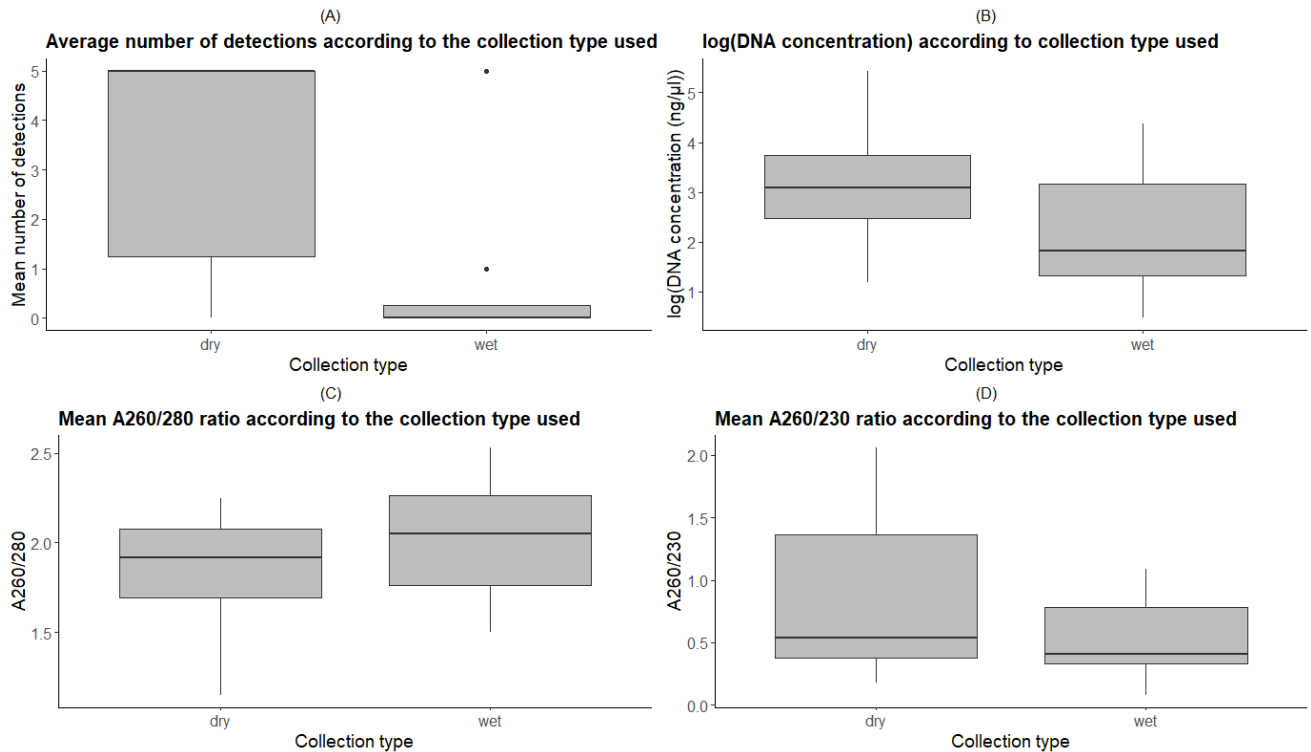 (A)
Average number of detections according to the collection type used
Mean number of detections
5
4
3
2
1
0
dry
wet
Collection type
(B)
log(DNA concentration) according to collection type used
log(DNA concentration (ng/µl))
5
4
3
2
1
dry
wet
Collection type
(C)
Mean A260/280 ratio according to the collection type used
A260/280
2.5
2.0
1.5
dry
wet
Collection type
(D)
Mean A260/230 ratio according to the collection type used
A260/230
2.0
1.5
1.0
0.5
0.0
dry
wet
Collection type